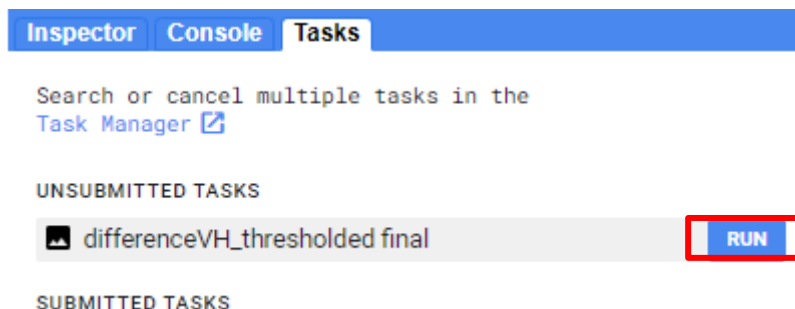 Inspector Console Tasks
Search or cancel multiple tasks in the
Task Manager
UNSUBMITTED TASKS
differenceVH_thresholded final RUN
SUBMITTED TASKS